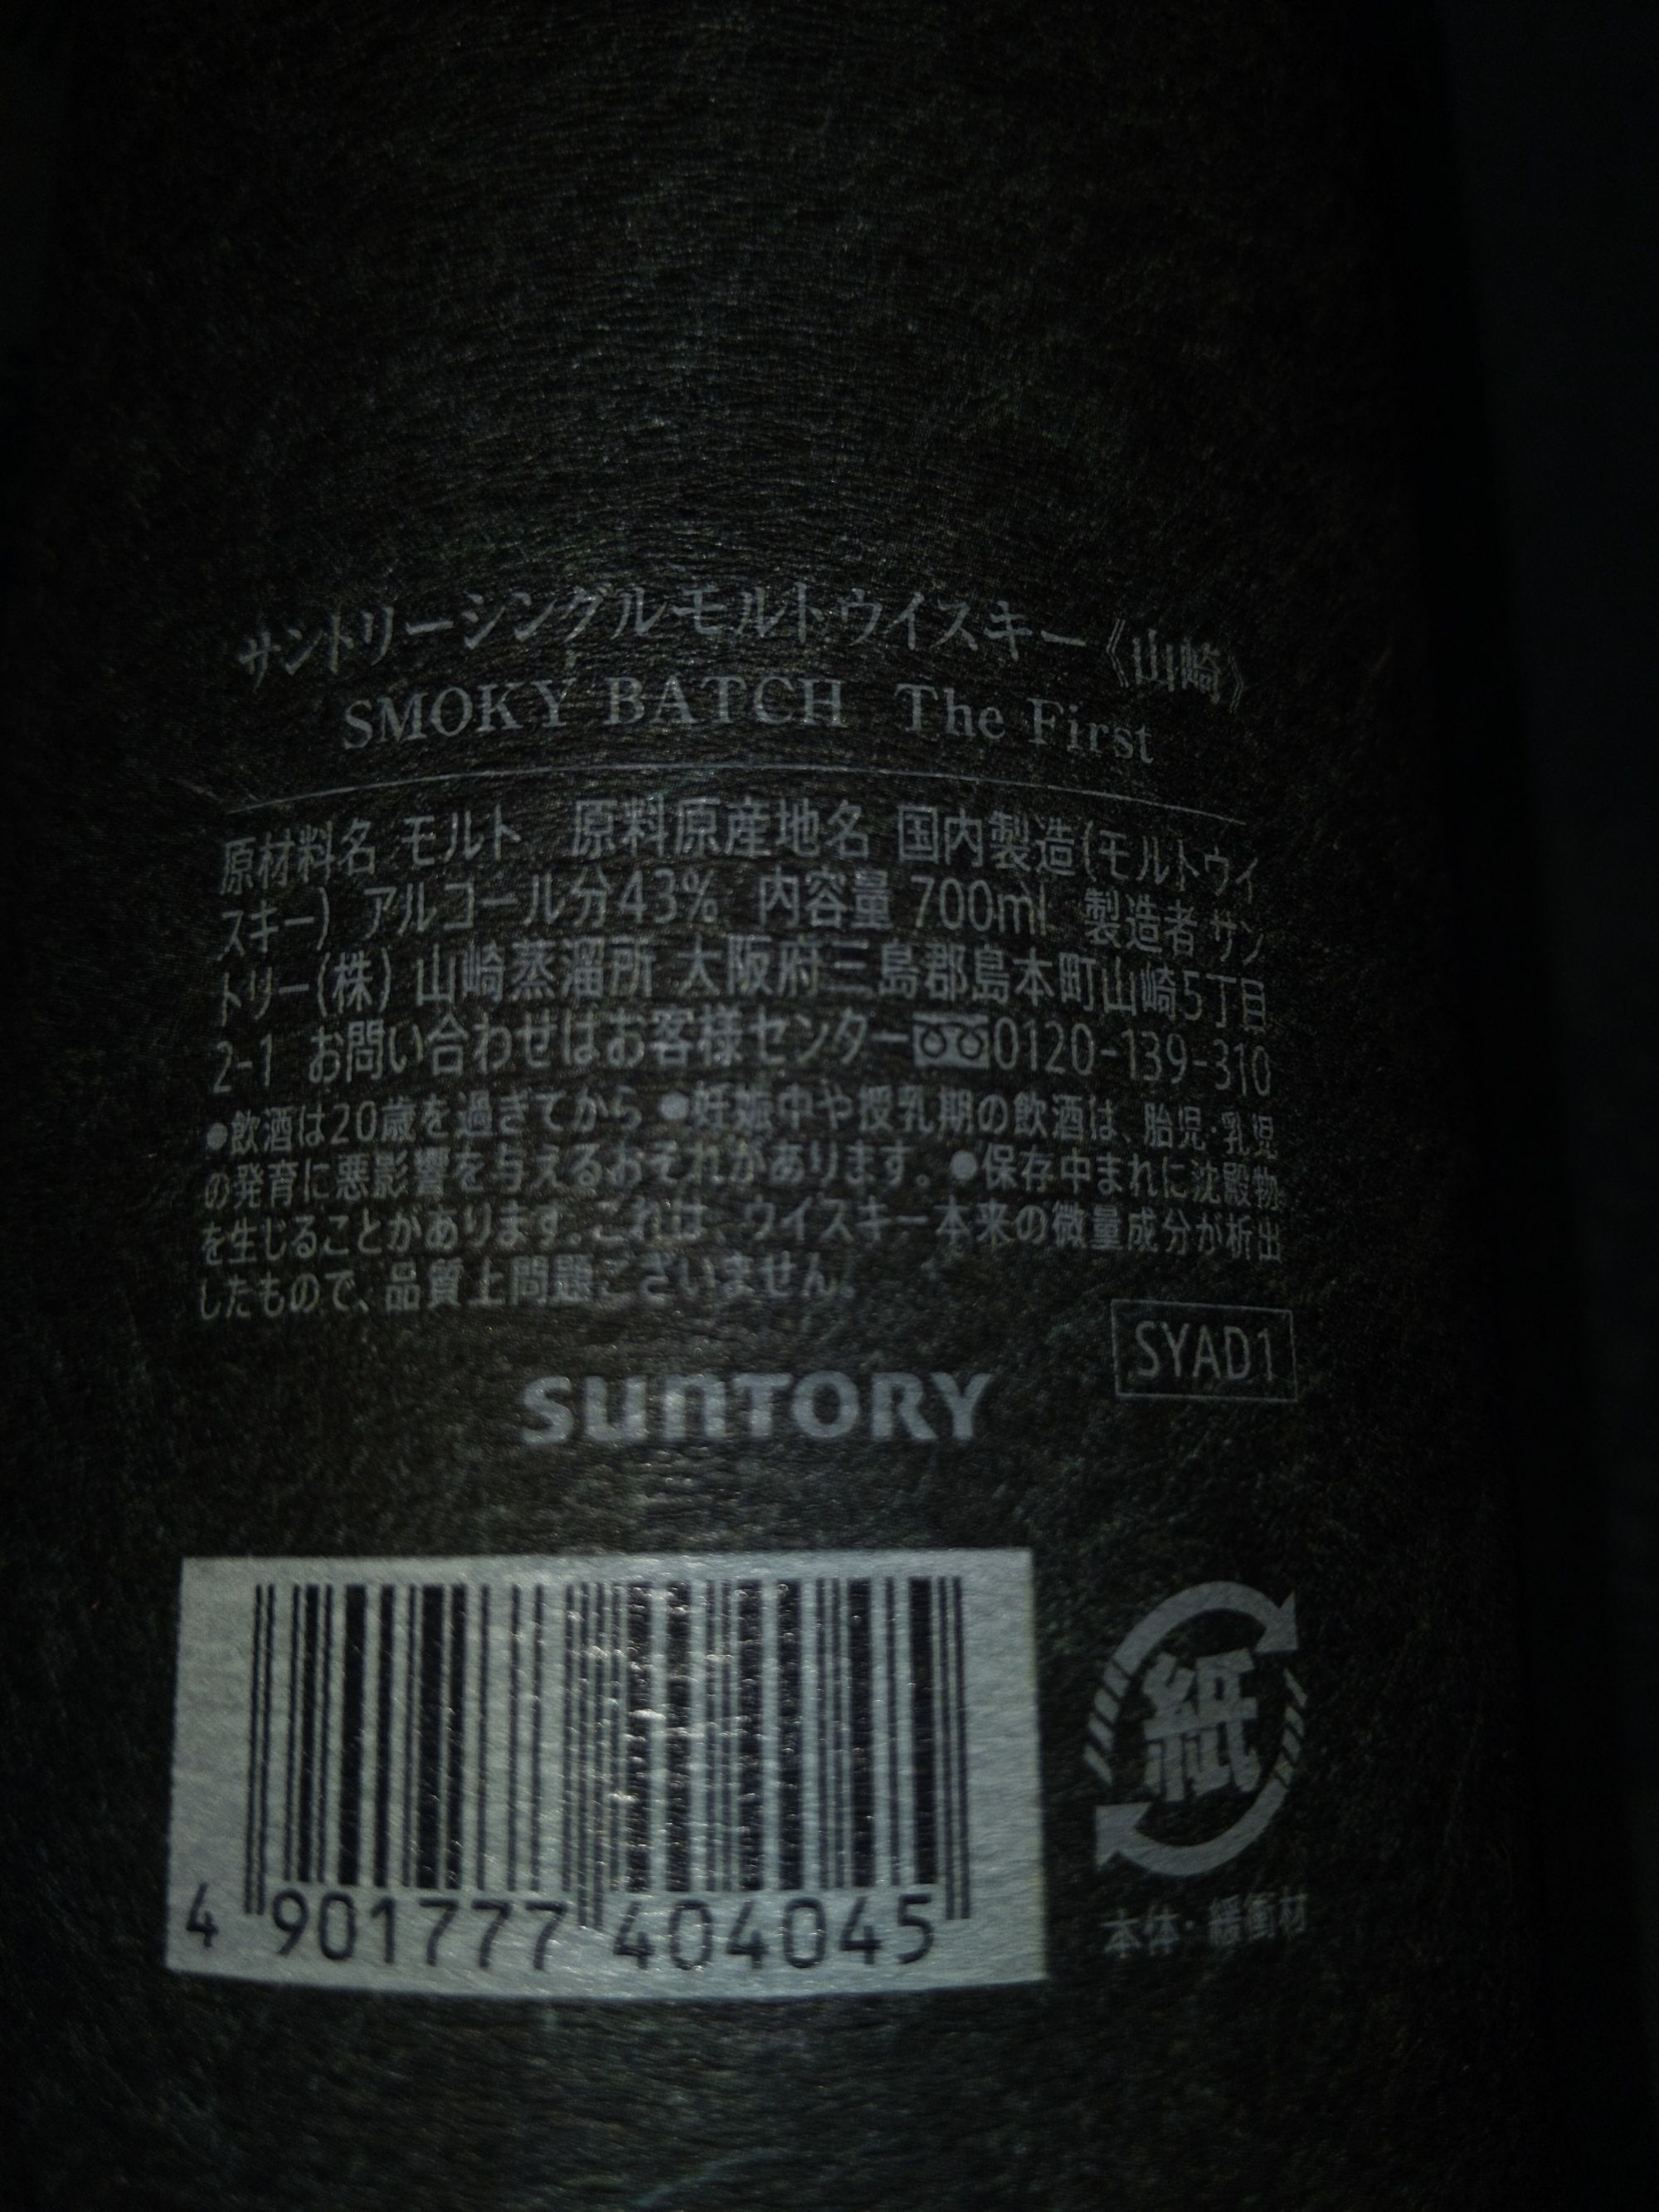 サントリーシングルモルトウイスキー《山崎》
SMOKY BATCH The First
原材料名 モルト 原料原産地名 国内製造(モルトウイ
スキー) アルコール分43% 内容量 700ml 製造者 サン
トリー(株) 山崎蒸溜所 大阪府三島郡島本町山崎5丁目
2-1 お問い合わせはお客様センター0120-139-310
●飲酒は20歳を過ぎてから ●妊娠中や授乳期の飲酒は、胎児・乳児
の発育に悪影響を与えるおそれがあります。 ●保存中まれに沈殿物
を生じることがあります。これは、ウイスキー本来の微量成分が析出
したもので、品質上問題ございません。
SYAD1
SUNTORY
4 901777 404045
紙
本体・緩衝材